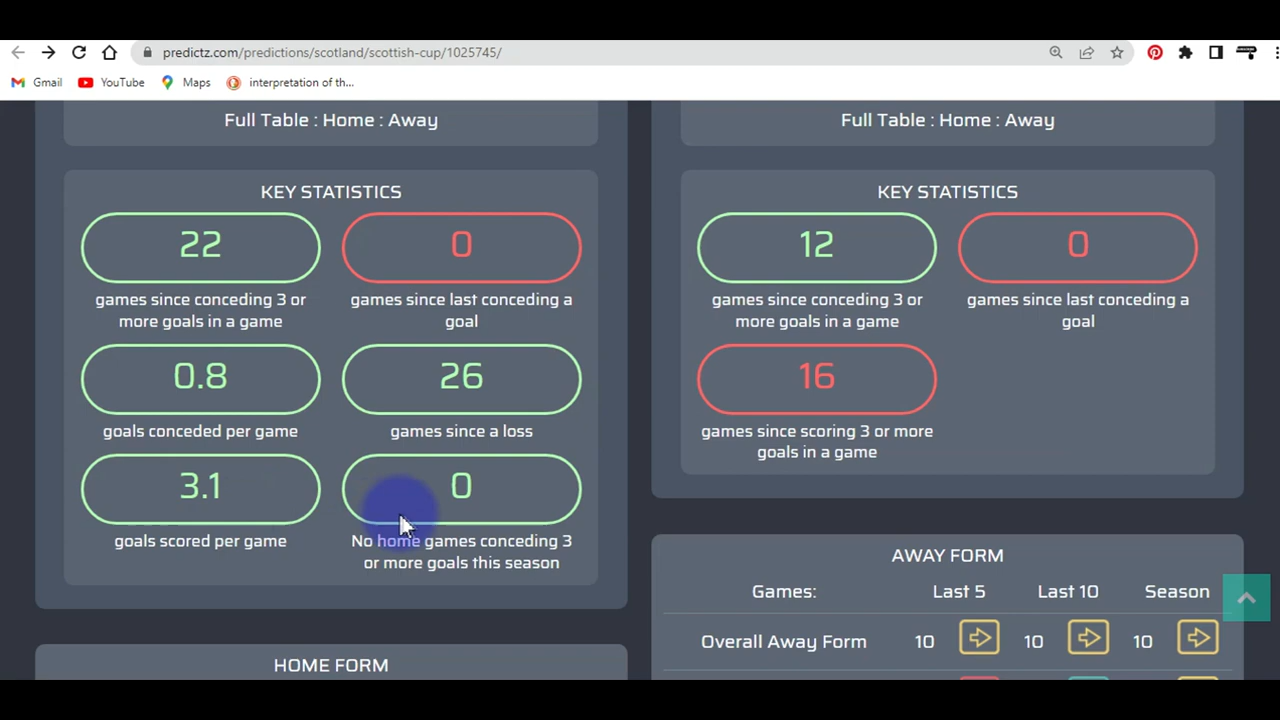 predictz.com/predictions/scotland/scottish-cup/1025745/
Gmail YouTube Maps interpretation of th...
Full Table : Home : Away
KEY STATISTICS
22
games since conceding 3 or
more goals in a game
0
games since last conceding a
goal
0.8
goals conceded per game
26
games since a loss
3.1
goals scored per game
0
No home games conceding 3
or more goals this season
HOME FORM
Full Table : Home : Away
KEY STATISTICS
12
games since conceding 3 or
more goals in a game
0
games since last conceding a
goal
16
games since scoring 3 or more
goals in a game
AWAY FORM
Games: Last 5 Last 10 Season
Overall Away Form 10 10 10